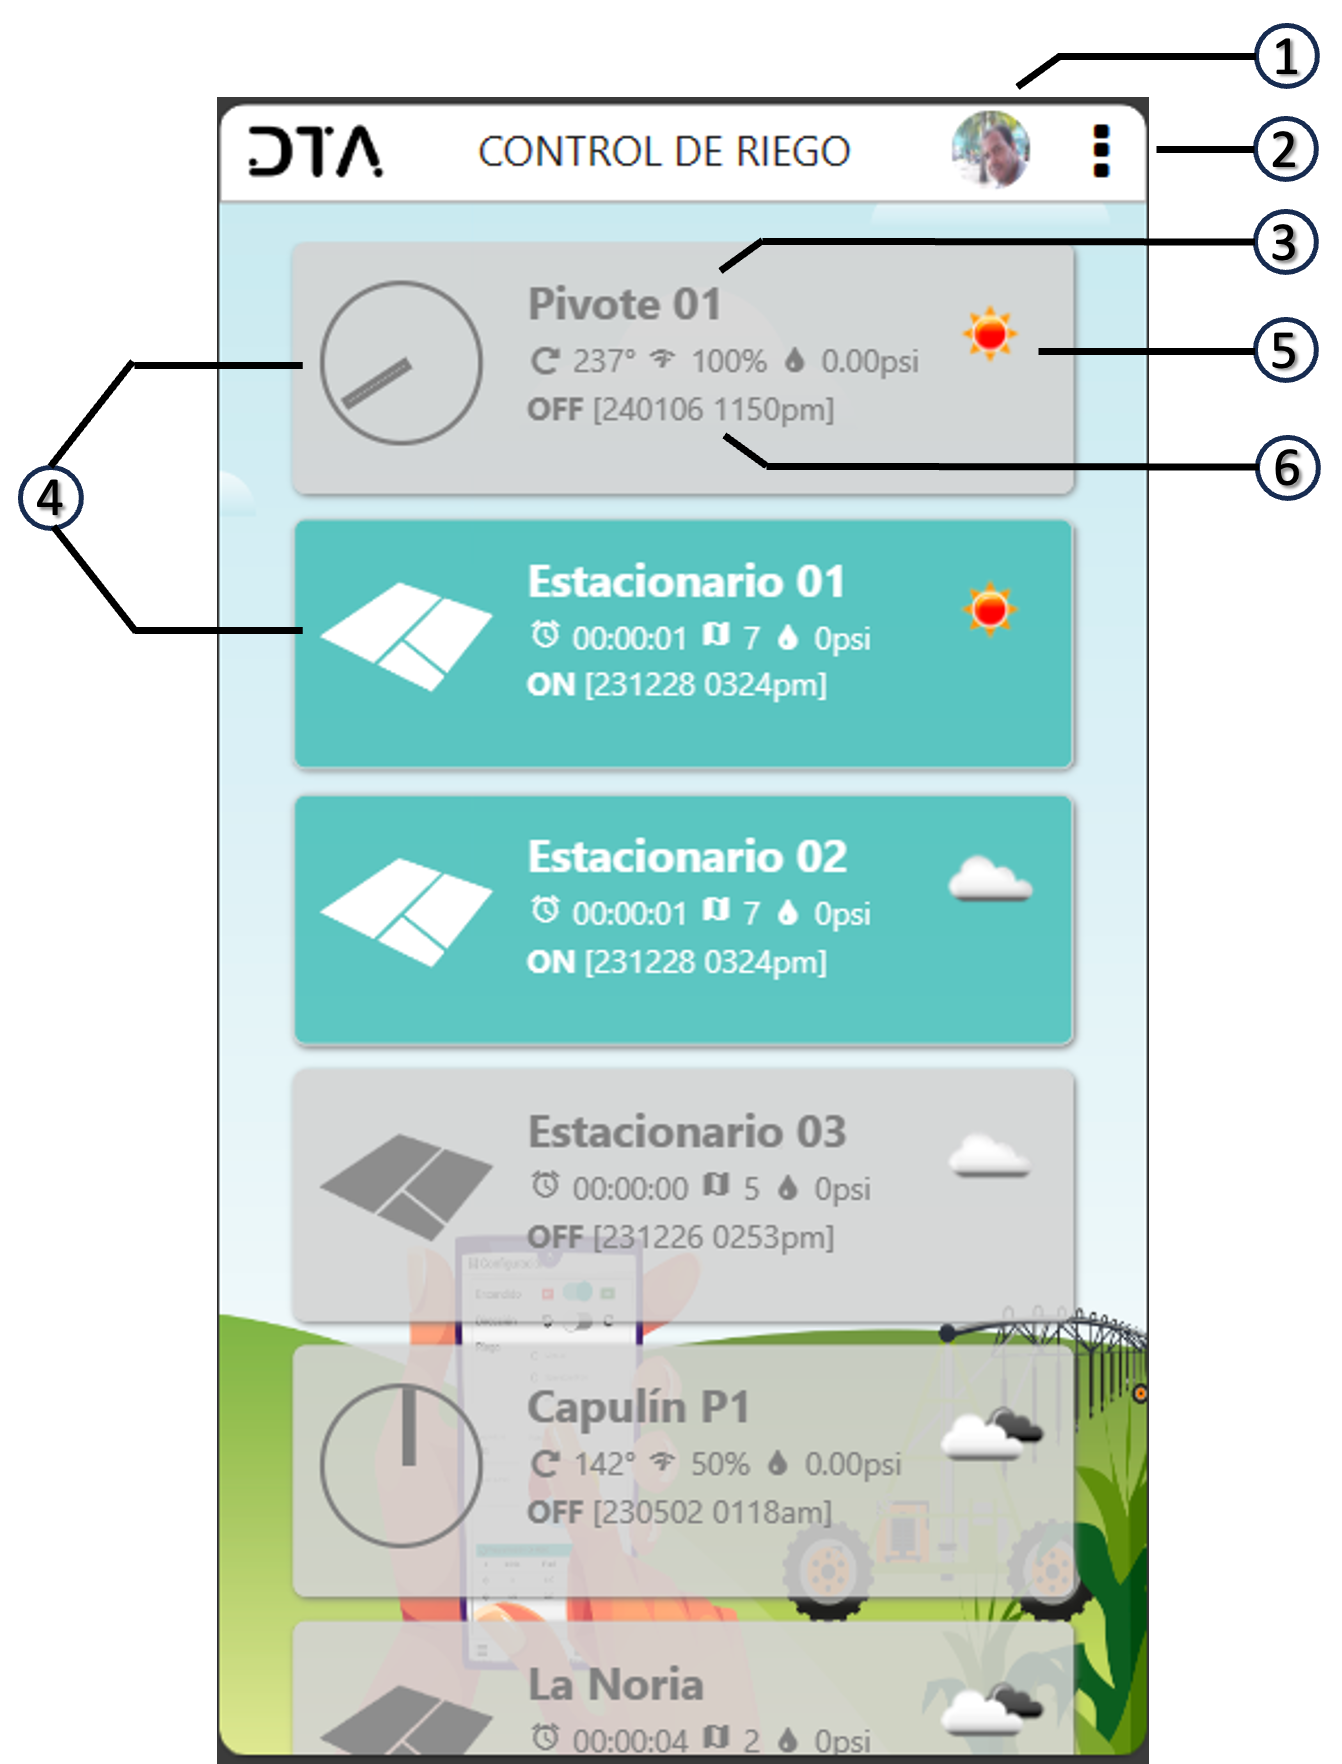 1
DTA
CONTROL DE RIEGO
2
3
Pivote 01
237° 100% 0.00psi
5
OFF [240106 1150pm]
6
4
Estacionario 01
00:00:01 7 0psi
ON [231228 0324pm]
Estacionario 02
00:00:01 7 0psi
ON [231228 0324pm]
Estacionario 03
00:00:00 5 0psi
OFF [231226 0253pm]
Capulín P1
142° 50% 0.00psi
OFF [230502 0118am]
La Noria
00:00:04 2 0psi